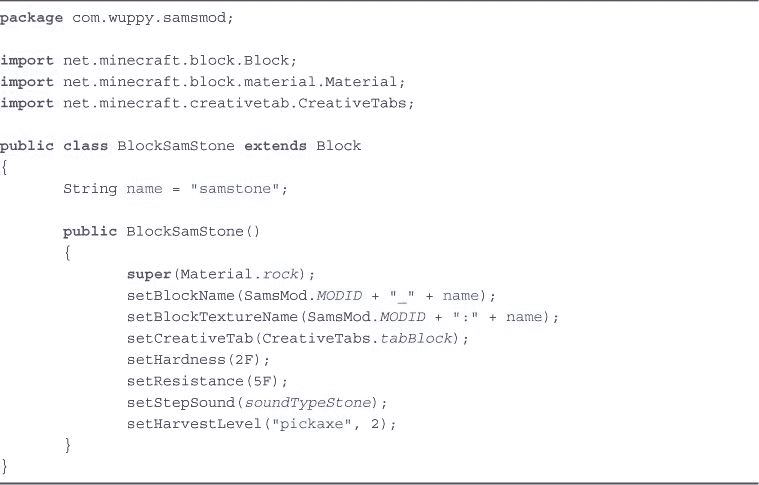 package com.wuppy.samsmod;

import net.minecraft.block.Block;
import net.minecraft.block.material.Material;
import net.minecraft.creativetab.CreativeTabs;

public class BlockSamStone extends Block
{
       String name = "samstone";

       public BlockSamStone()
       {
              super(Material.rock);
              setBlockName(SamsMod.MODID + "_" + name);
              setBlockTextureName(SamsMod.MODID + ":" + name);
              setCreativeTab(CreativeTabs.tabBlock);
              setHardness(2F);
              setResistance(5F);
              setStepSound(soundTypeStone);
              setHarvestLevel("pickaxe", 2);
       }
}